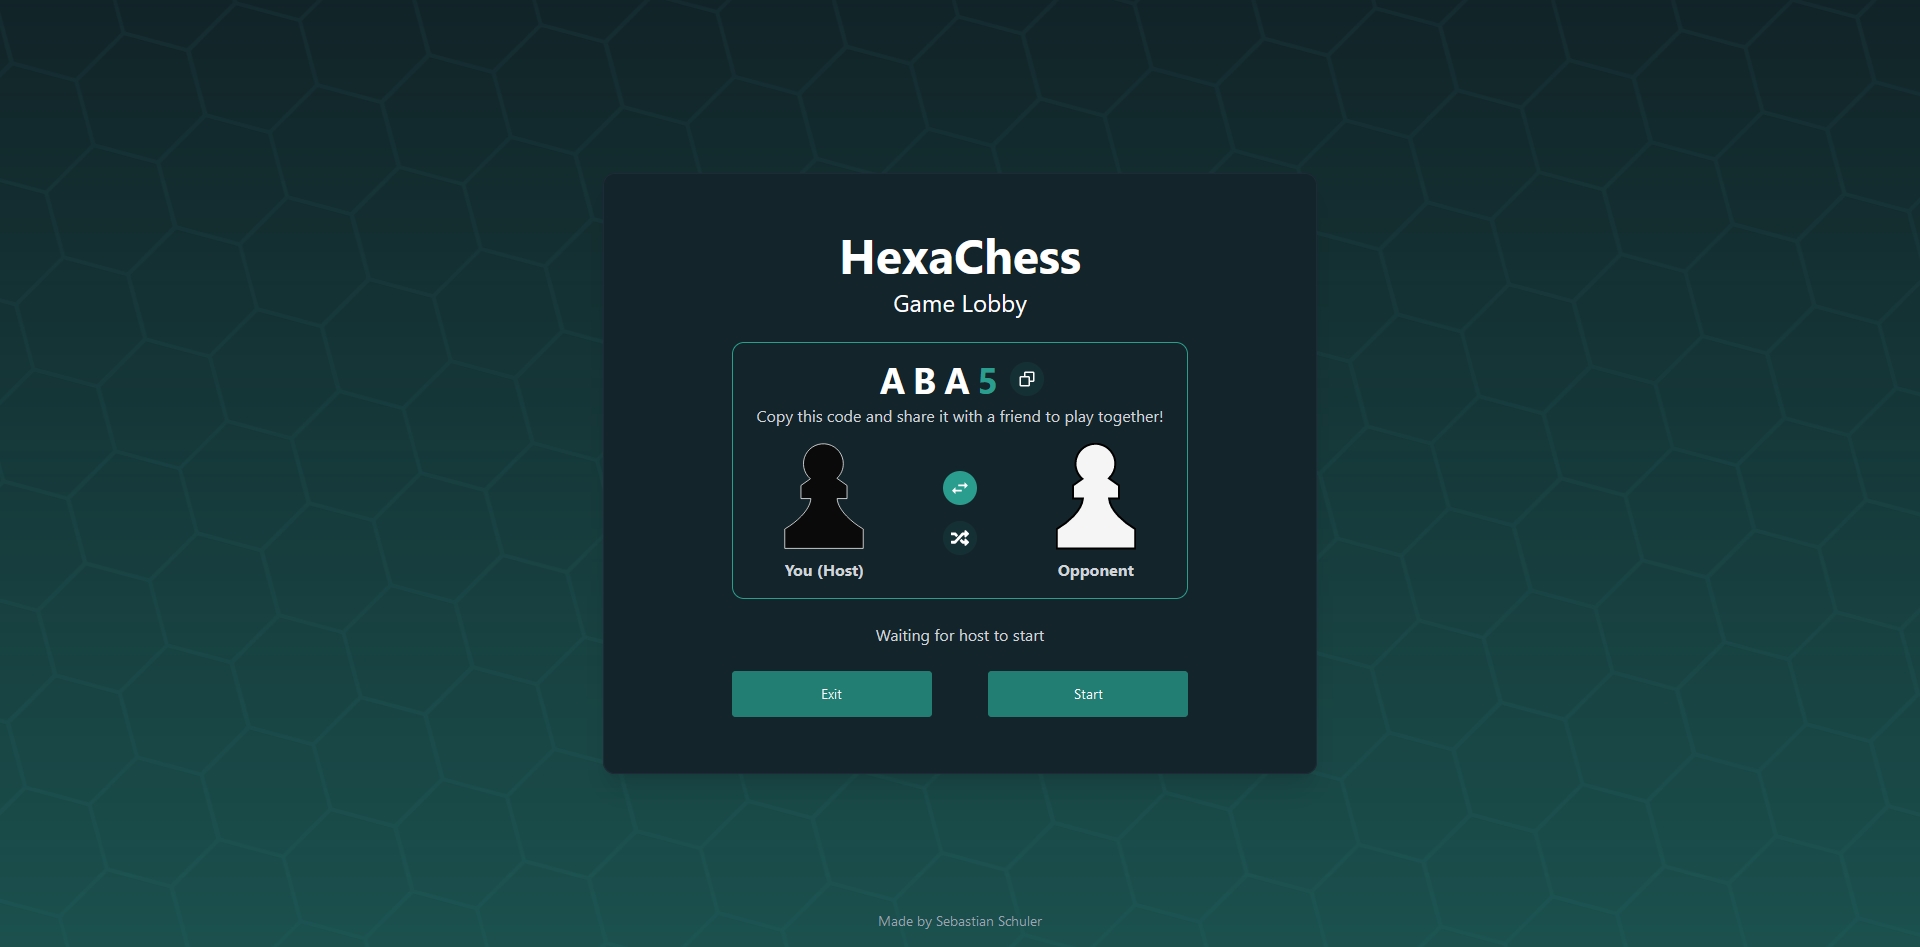 HexaChess
Game Lobby
ABA5
Copy this code and share it with a friend to play together!
You (Host)
Opponent
Waiting for host to start
Exit
Start
Made by Sebastian Schuler